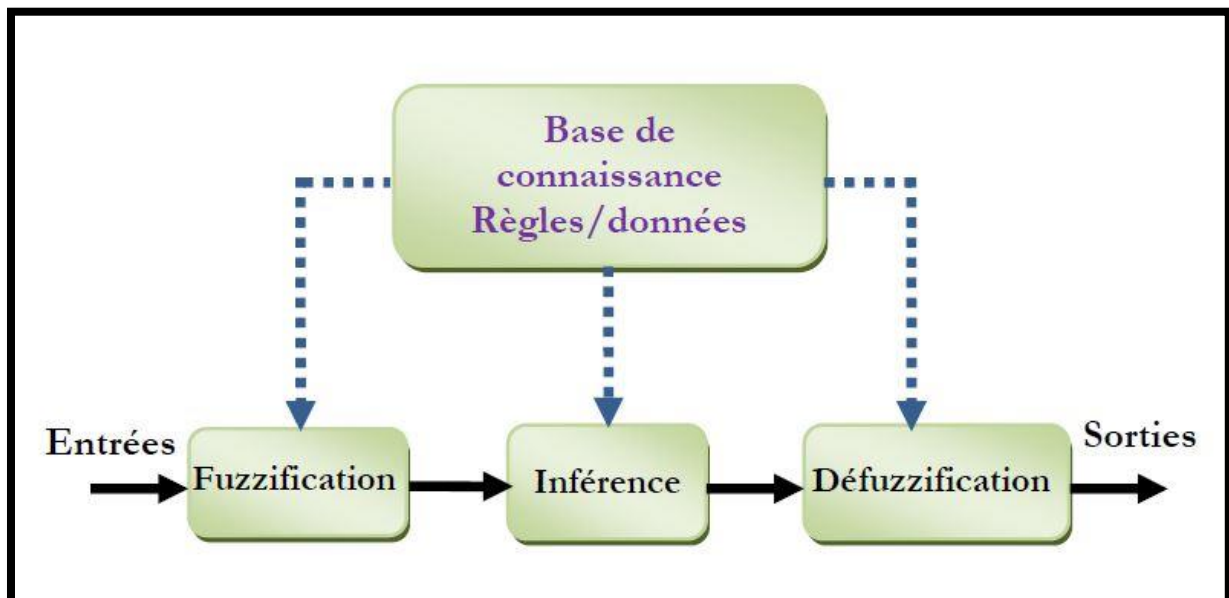 Base de
connaissance
Règles/données
Entrées
Fuzzification
Inférence
Défuzzification
Sorties